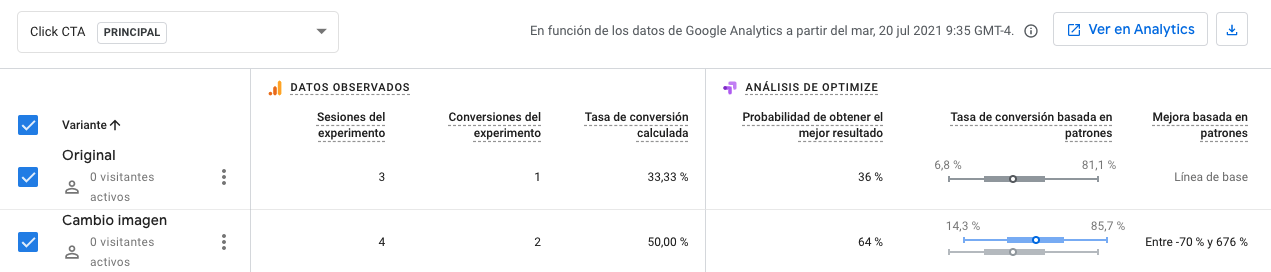 Click CTA PRINCIPAL
En función de los datos de Google Analytics a partir del mar, 20 jul 2021 9:35 GMT-4.
Ver en Analytics
DATOS OBSERVADOS
ANÁLISIS DE OPTIMIZE
Variante
Sesiones del
experimento
Conversiones del
experimento
Tasa de conversión
calculada
Probabilidad de obtener el
mejor resultado
Tasa de conversión basada en
patrones
Mejora basada en
patrones
Original
0 visitantes
activos
3
1
33,33 %
36 %
6,8 %
81,1 %
Línea de base
Cambio imagen
0 visitantes
activos
4
2
50,00 %
64 %
14,3 %
85,7 %
Entre -70 % y 676 %